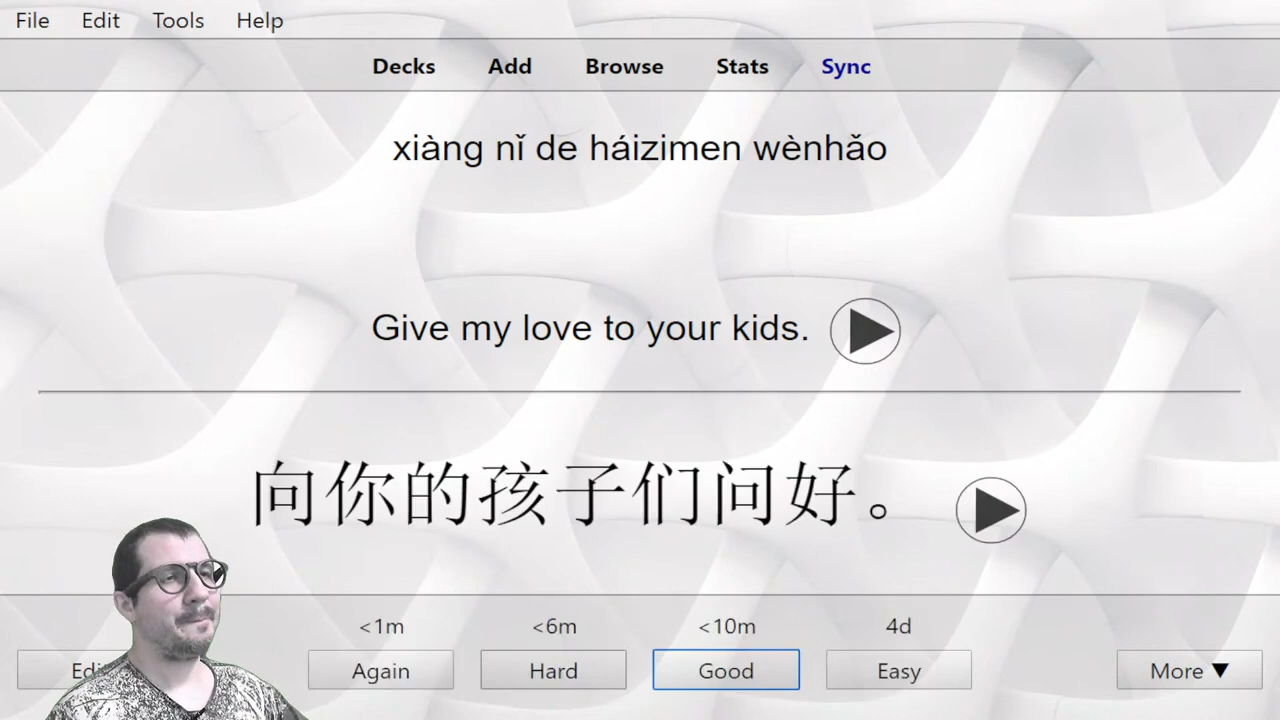 File Edit Tools Help
Decks Add Browse Stats Sync
xiàng nǐ de háizimen wènhǎo
Give my love to your kids.
向你的孩子们问好。
<1m <6m <10m 4d
Edit Again Hard Good Easy More ▼